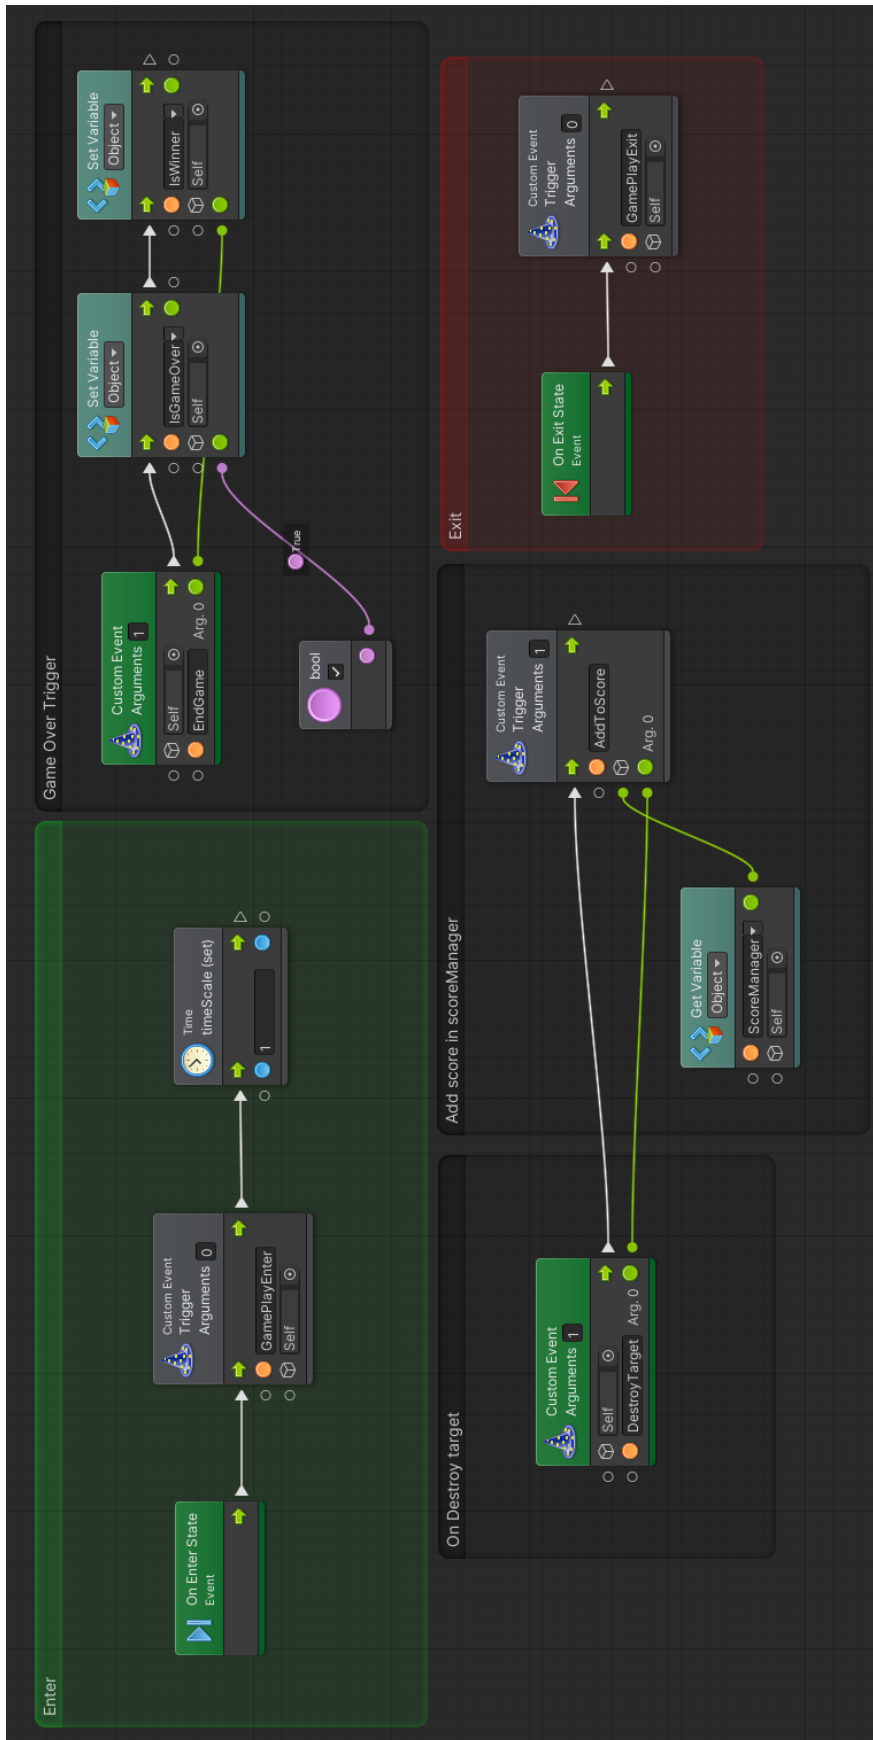 Enter
On Enter State
Event
Custom Event
Trigger
Arguments 0
GamePlayEnter
Self
Time
timeScale (set)
1
Game Over Trigger
Custom Event
Arguments 1
Self
EndGame
Arg. 0
bool
True
Set Variable
Object
IsGameOver
Self
Set Variable
Object
IsWinner
Self
On Destroy target
Custom Event
Arguments 1
Self
DestroyTarget
Arg. 0
Add score in scoreManager
Get Variable
Object
ScoreManager
Self
Custom Event
Trigger
Arguments 1
AddToScore
Arg. 0
Exit
On Exit State
Event
Custom Event
Trigger
Arguments 0
GamePlayExit
Self